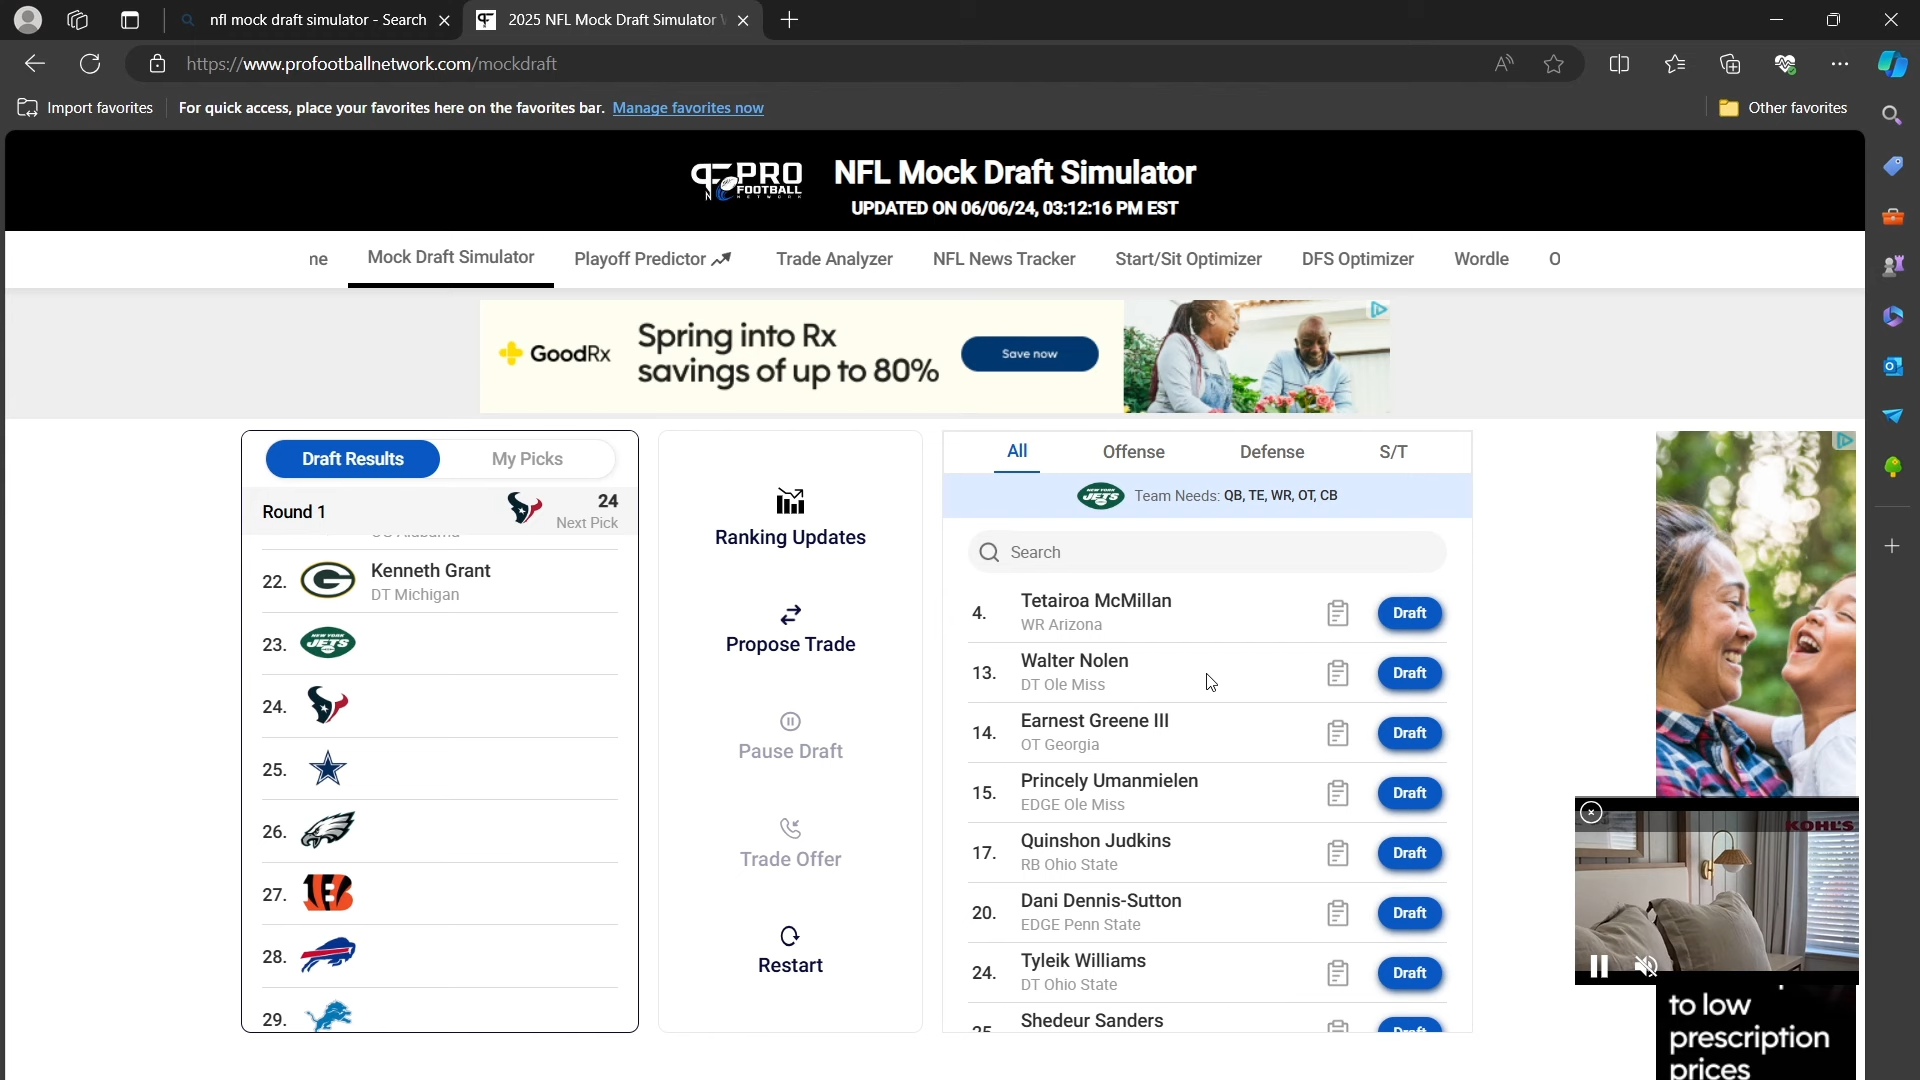 nfl mock draft simulator - Search
2025 NFL Mock Draft Simulator
https://www.profootballnetwork.com/mockdraft
Import favorites
For quick access, place your favorites here on the favorites bar. Manage favorites now
Other favorites
PRO
FOOTBALL
NETWORK
NFL Mock Draft Simulator
UPDATED ON 06/06/24, 03:12:16 PM EST
ne
Mock Draft Simulator
Playoff Predictor
Trade Analyzer
NFL News Tracker
Start/Sit Optimizer
DFS Optimizer
Wordle
O
GoodRx
Spring into Rx
savings of up to 80%
Save now
Draft Results
My Picks
Round 1
24
Next Pick
22.
Kenneth Grant
DT Michigan
23.
NEW YORK
JETS
24.
25.
26.
27.
28.
29.
Ranking Updates
Propose Trade
Pause Draft
Trade Offer
Restart
All
Offense
Defense
S/T
NEW YORK
JETS
Team Needs: QB, TE, WR, OT, CB
Search
4.
Tetairoa McMillan
WR Arizona
Draft
13.
Walter Nolen
DT Ole Miss
Draft
14.
Earnest Greene III
OT Georgia
Draft
15.
Princely Umanmielen
EDGE Ole Miss
Draft
17.
Quinshon Judkins
RB Ohio State
Draft
20.
Dani Dennis-Sutton
EDGE Penn State
Draft
24.
Tyleik Williams
DT Ohio State
Draft
Shedeur Sanders
Draft
KOHL'S
to low
prescription
prices